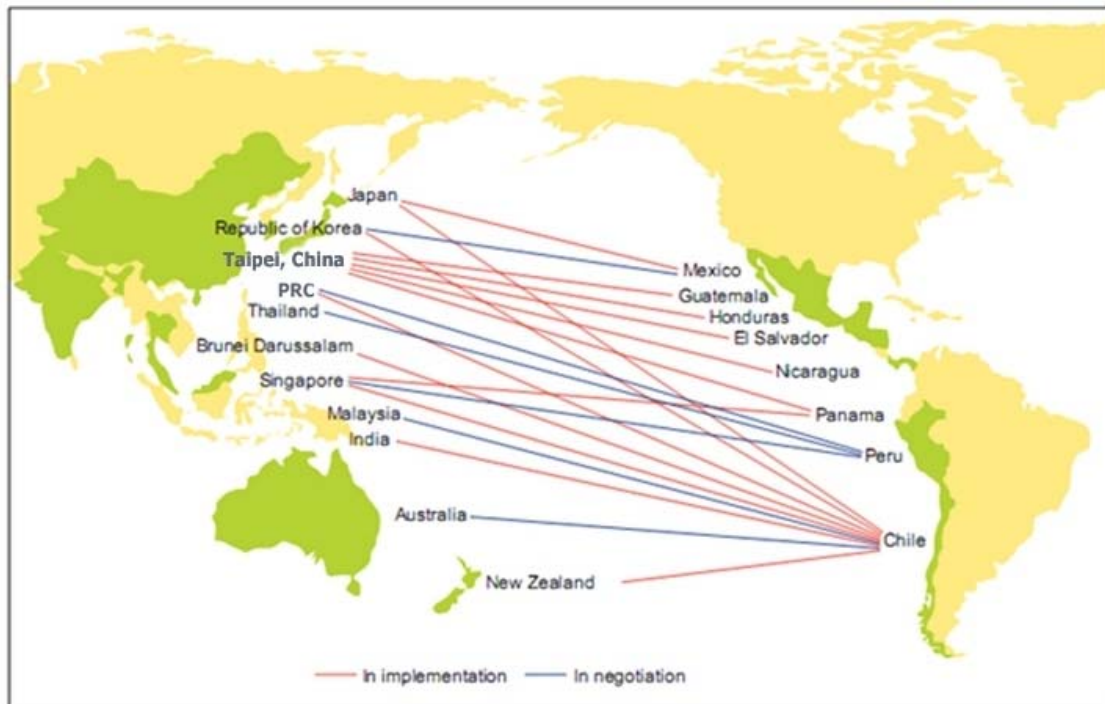 Japan
Republic of Korea
Taipei, China
PRC
Thailand
Brunei Darussalam
Singapore
Malaysia
India
Australia
New Zealand
Mexico
Guatemala
Honduras
El Salvador
Nicaragua
Panama
Peru
Chile
In implementation
In negotiation